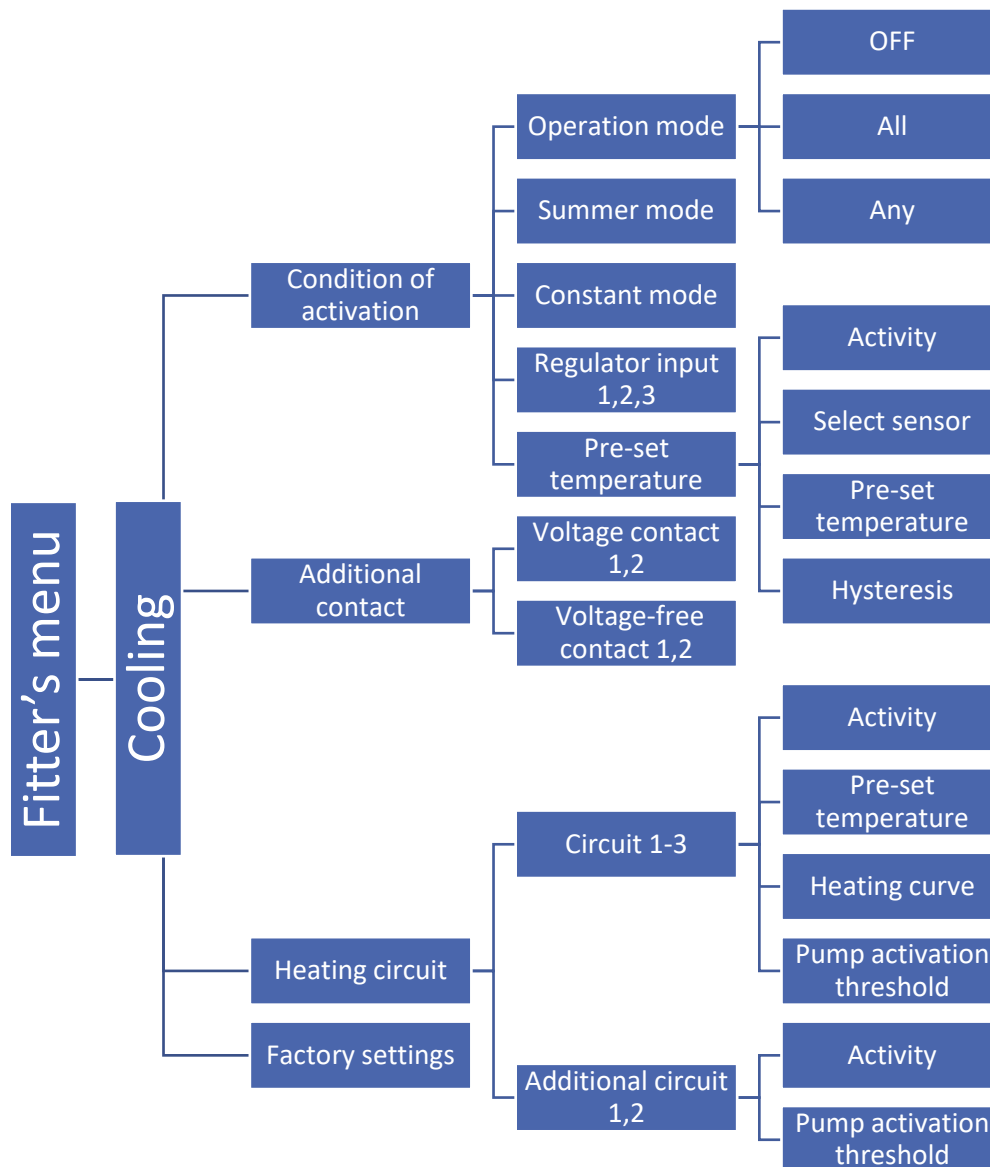 Fitter's menu
Cooling
Condition of
activation
Operation mode
OFF
All
Any
Summer mode
Constant mode
Regulator input
1,2,3
Pre-set
temperature
Activity
Select sensor
Pre-set
temperature
Hysteresis
Additional
contact
Voltage contact
1,2
Voltage-free
contact 1,2
Heating circuit
Circuit 1-3
Activity
Pre-set
temperature
Heating curve
Pump activation
threshold
Additional circuit
1,2
Activity
Pump activation
threshold
Factory settings